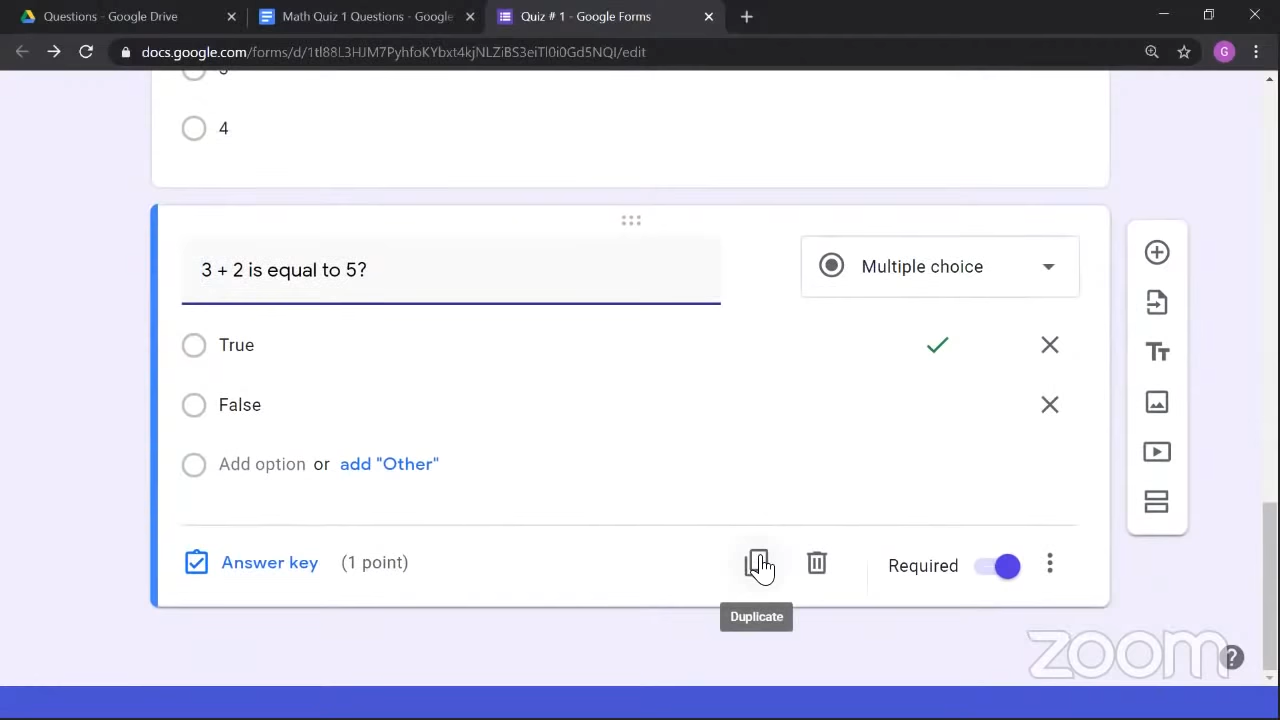 Questions - Google Drive
Math Quiz 1 Questions - Google
Quiz # 1 - Google Forms
docs.google.com/forms/d/1tl88L3HJM7PyhfoKYbxt4kjNLZiBS3eiTl0i0Gd5NQI/edit
G
4
3 + 2 is equal to 5?
Multiple choice
True
False
Add option or add "Other"
Answer key (1 point)
Required
Duplicate
zoom